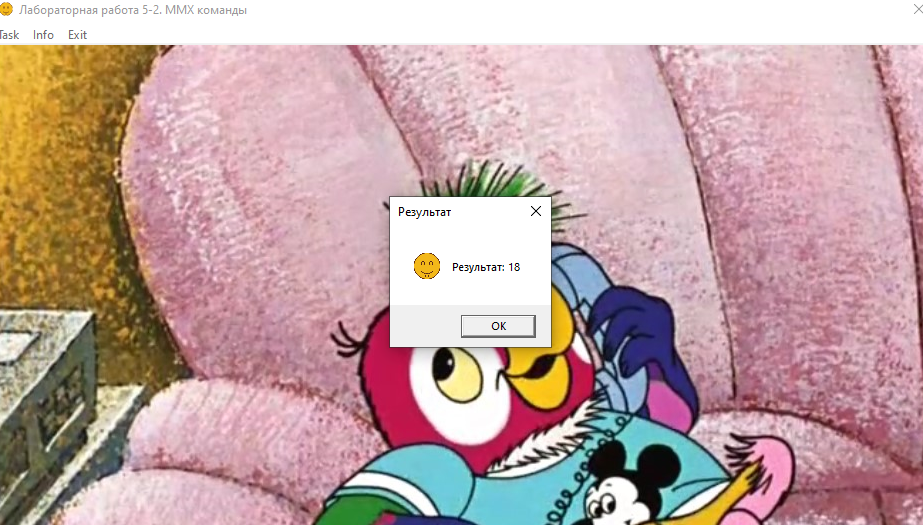 Лабораторная работа 5-2. MMX команды
Task Info Exit
Результат
Результат: 18
OK